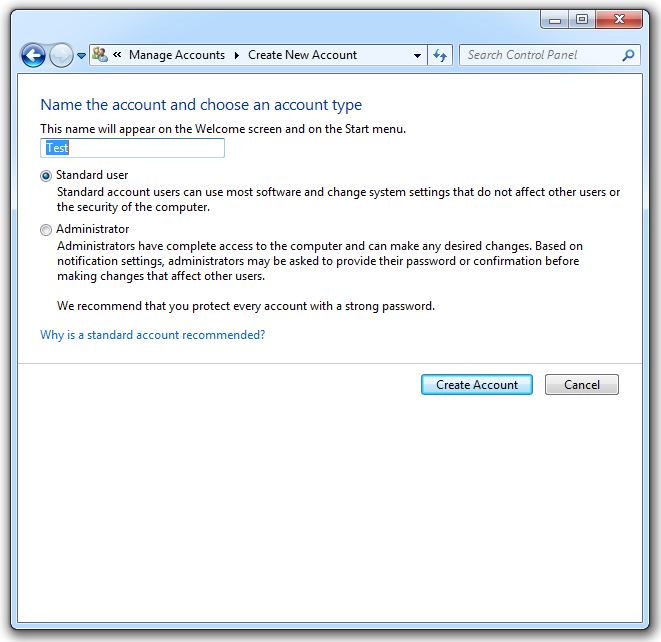 « Manage Accounts ▸ Create New Account
Search Control Panel
Name the account and choose an account type
This name will appear on the Welcome screen and on the Start menu.
Test
Standard user
Standard account users can use most software and change system settings that do not affect other users or
the security of the computer.
Administrator
Administrators have complete access to the computer and can make any desired changes. Based on
notification settings, administrators may be asked to provide their password or confirmation before
making changes that affect other users.
We recommend that you protect every account with a strong password.
Why is a standard account recommended?
Create Account
Cancel